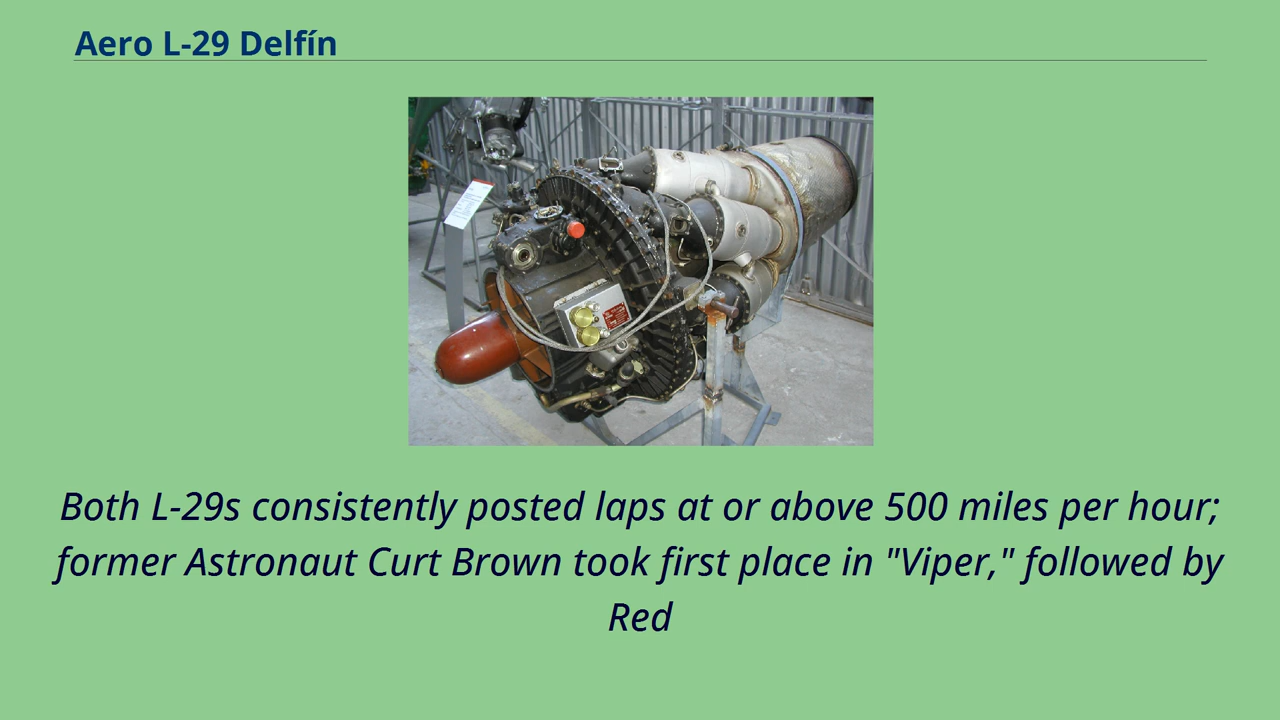 Aero L-29 Delfín
Both L-29s consistently posted laps at or above 500 miles per hour;
former Astronaut Curt Brown took first place in "Viper," followed by
Red